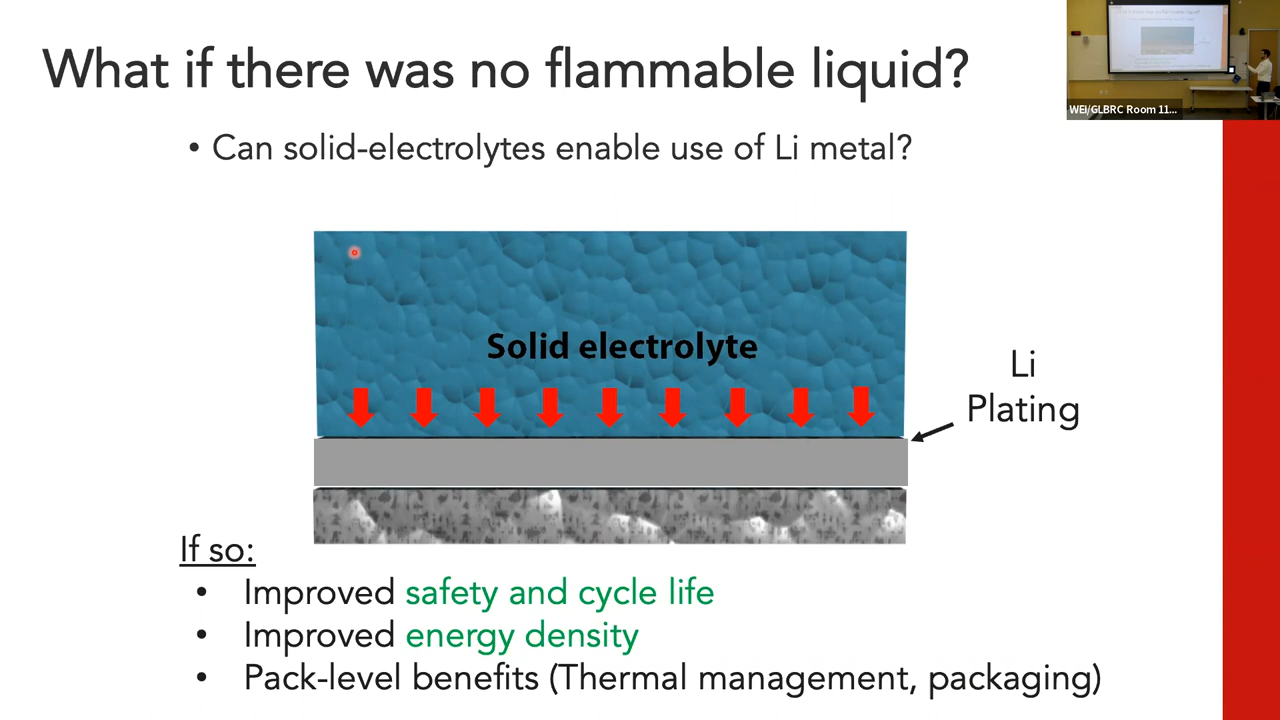 What if there was no flammable liquid?
WEI/GLBRC Room 11...
• Can solid-electrolytes enable use of Li metal?
Solid electrolyte
Li
Plating
If so:
• Improved safety and cycle life
• Improved energy density
• Pack-level benefits (Thermal management, packaging)